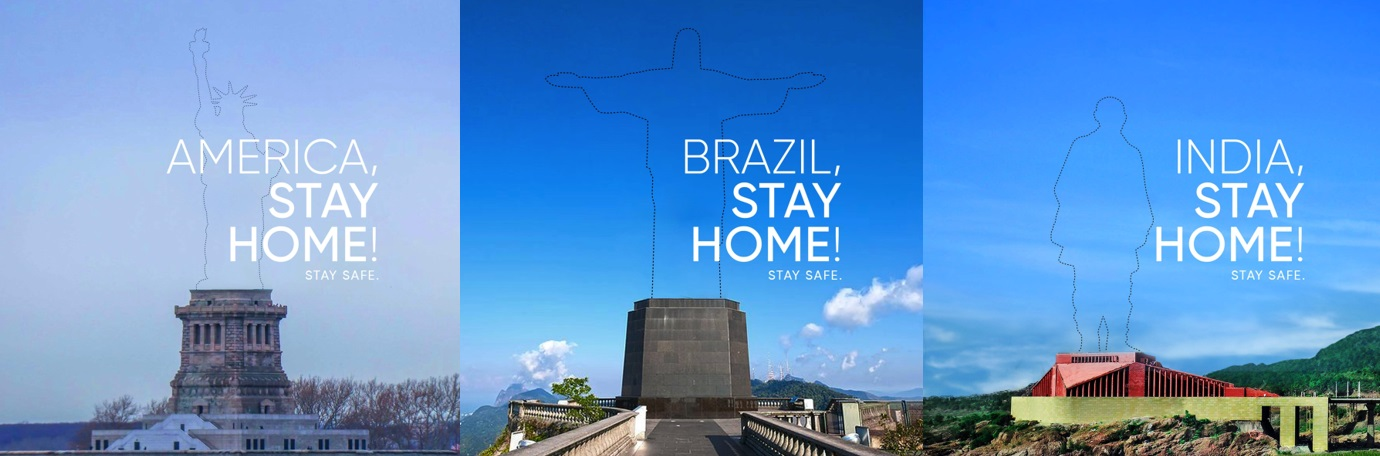 AMERICA,
STAY
HOME!
STAY SAFE.
BRAZIL,
STAY
HOME!
STAY SAFE.
INDIA,
STAY
HOME!
STAY SAFE.